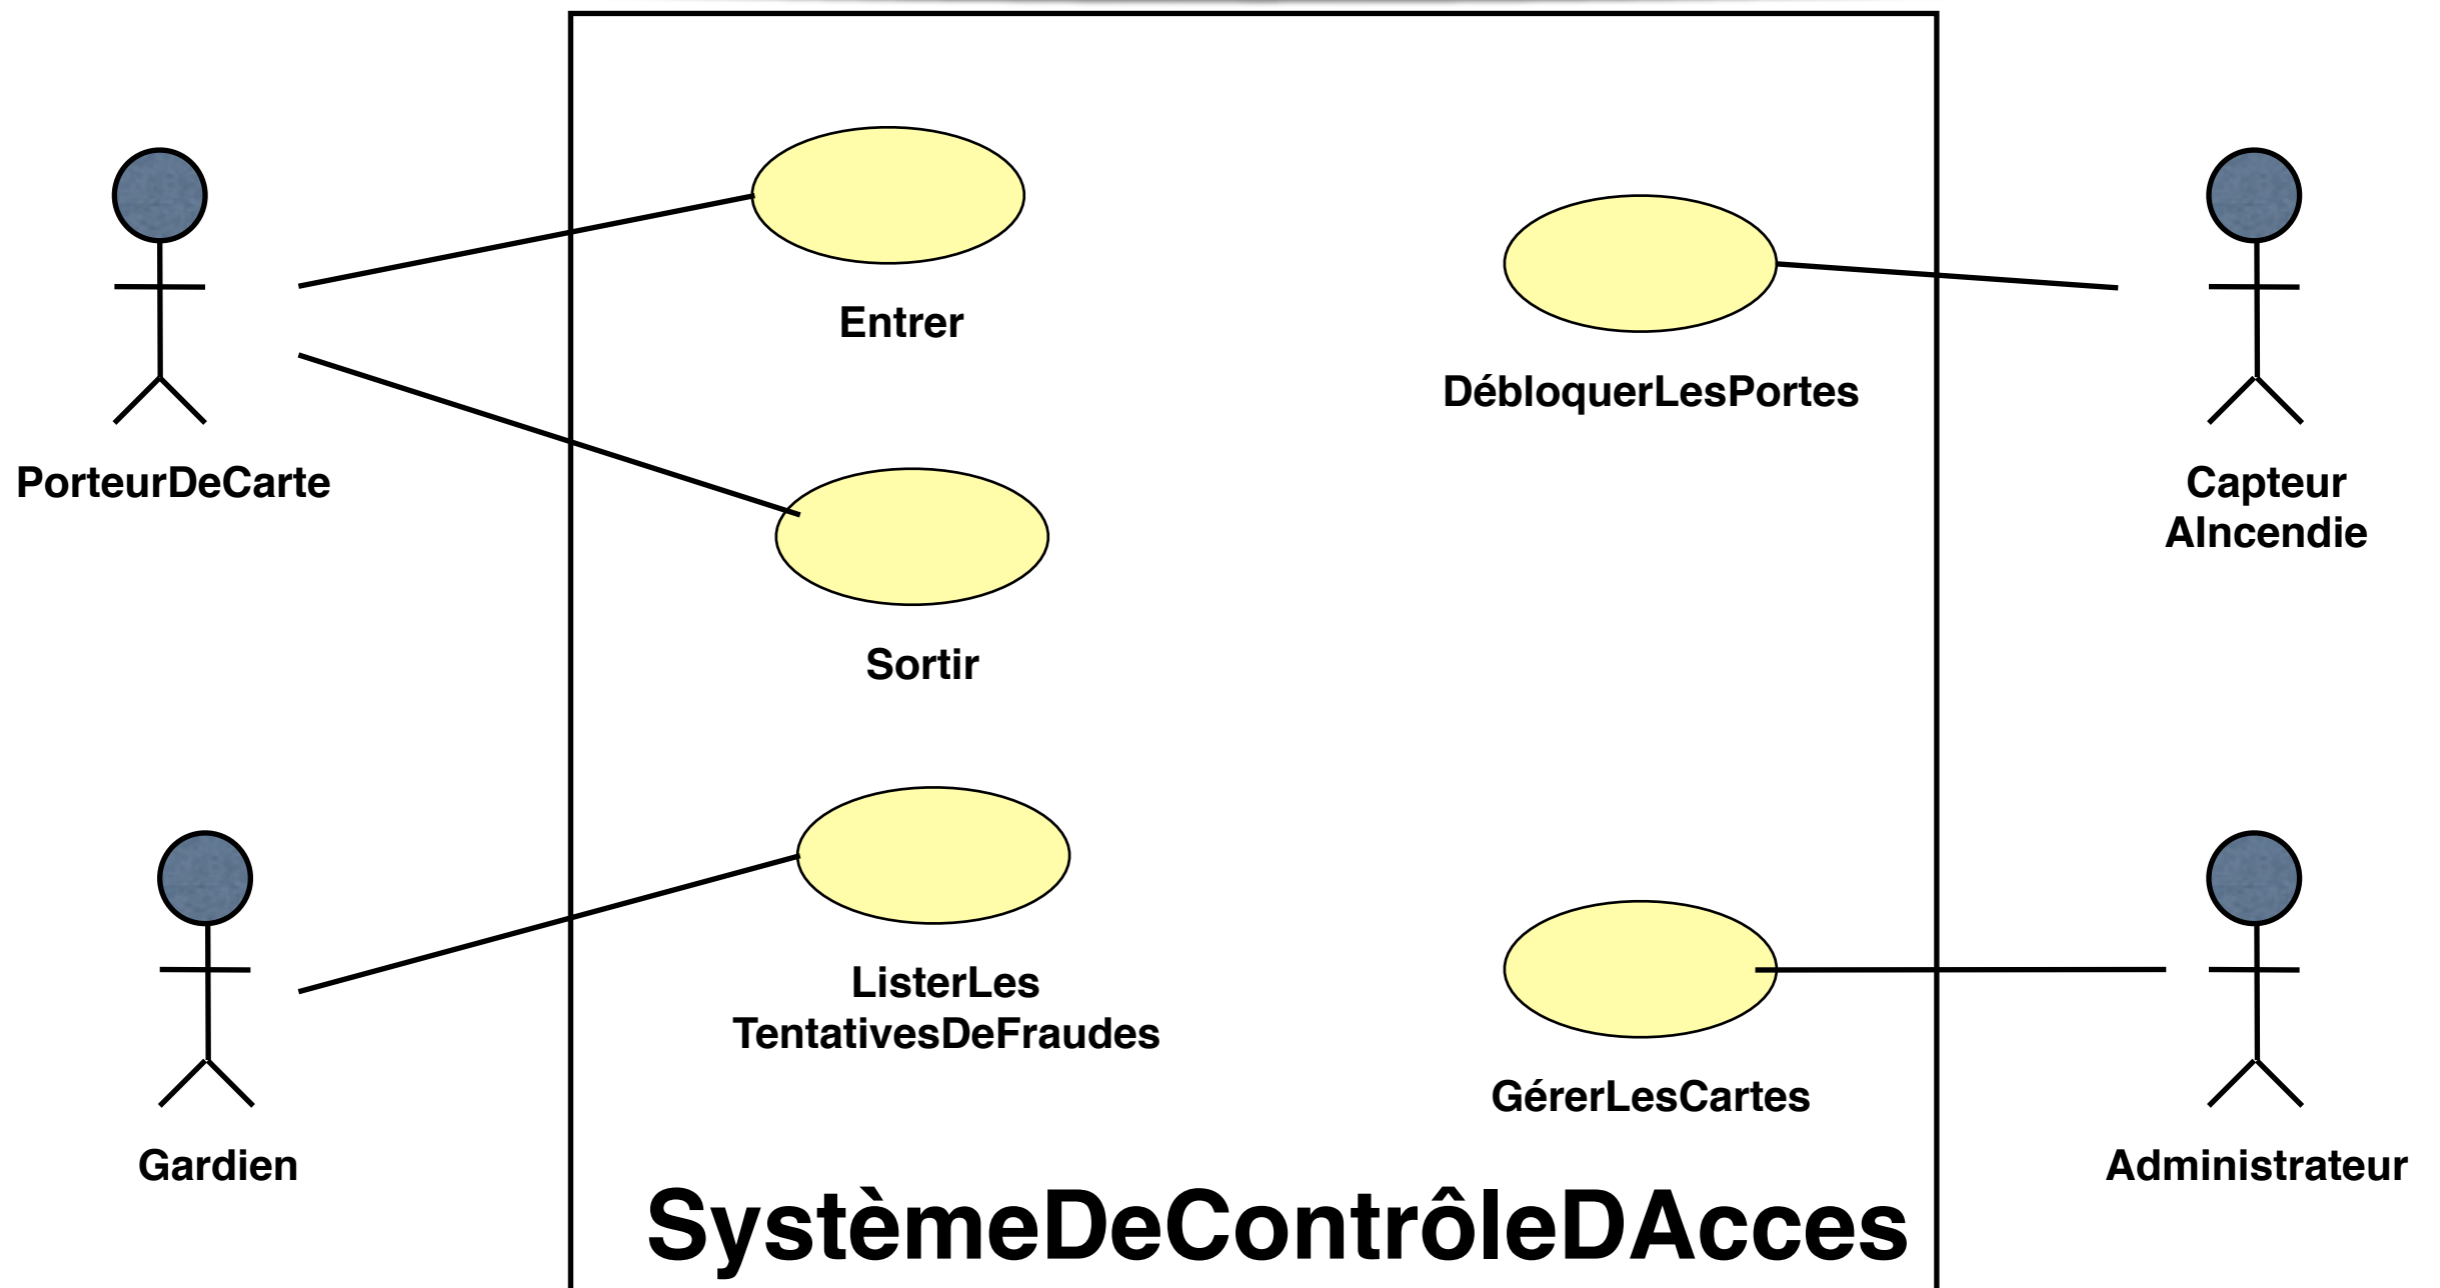 Entrer
DébloquerLesPortes
PorteurDeCarte
Capteur
AIncendie
Sortir
ListerLes
TentativesDeFraudes
GérerLesCartes
Gardien
Administrateur
SystèmeDeContrôleDAcces